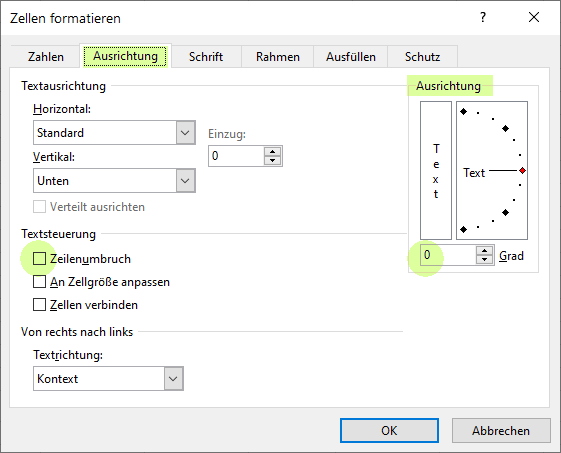 Zellen formatieren
?
Zahlen Ausrichtung Schrift Rahmen Ausfüllen Schutz
Textausrichtung
Horizontal:
Standard
Einzug:
0
Vertikal:
Unten
Verteilt ausrichten
Textsteuerung
Zeilenumbruch
An Zellgröße anpassen
Zellen verbinden
Von rechts nach links
Textrichtung:
Kontext
Ausrichtung
T
e
x
t
Text
0 Grad
OK Abbrechen